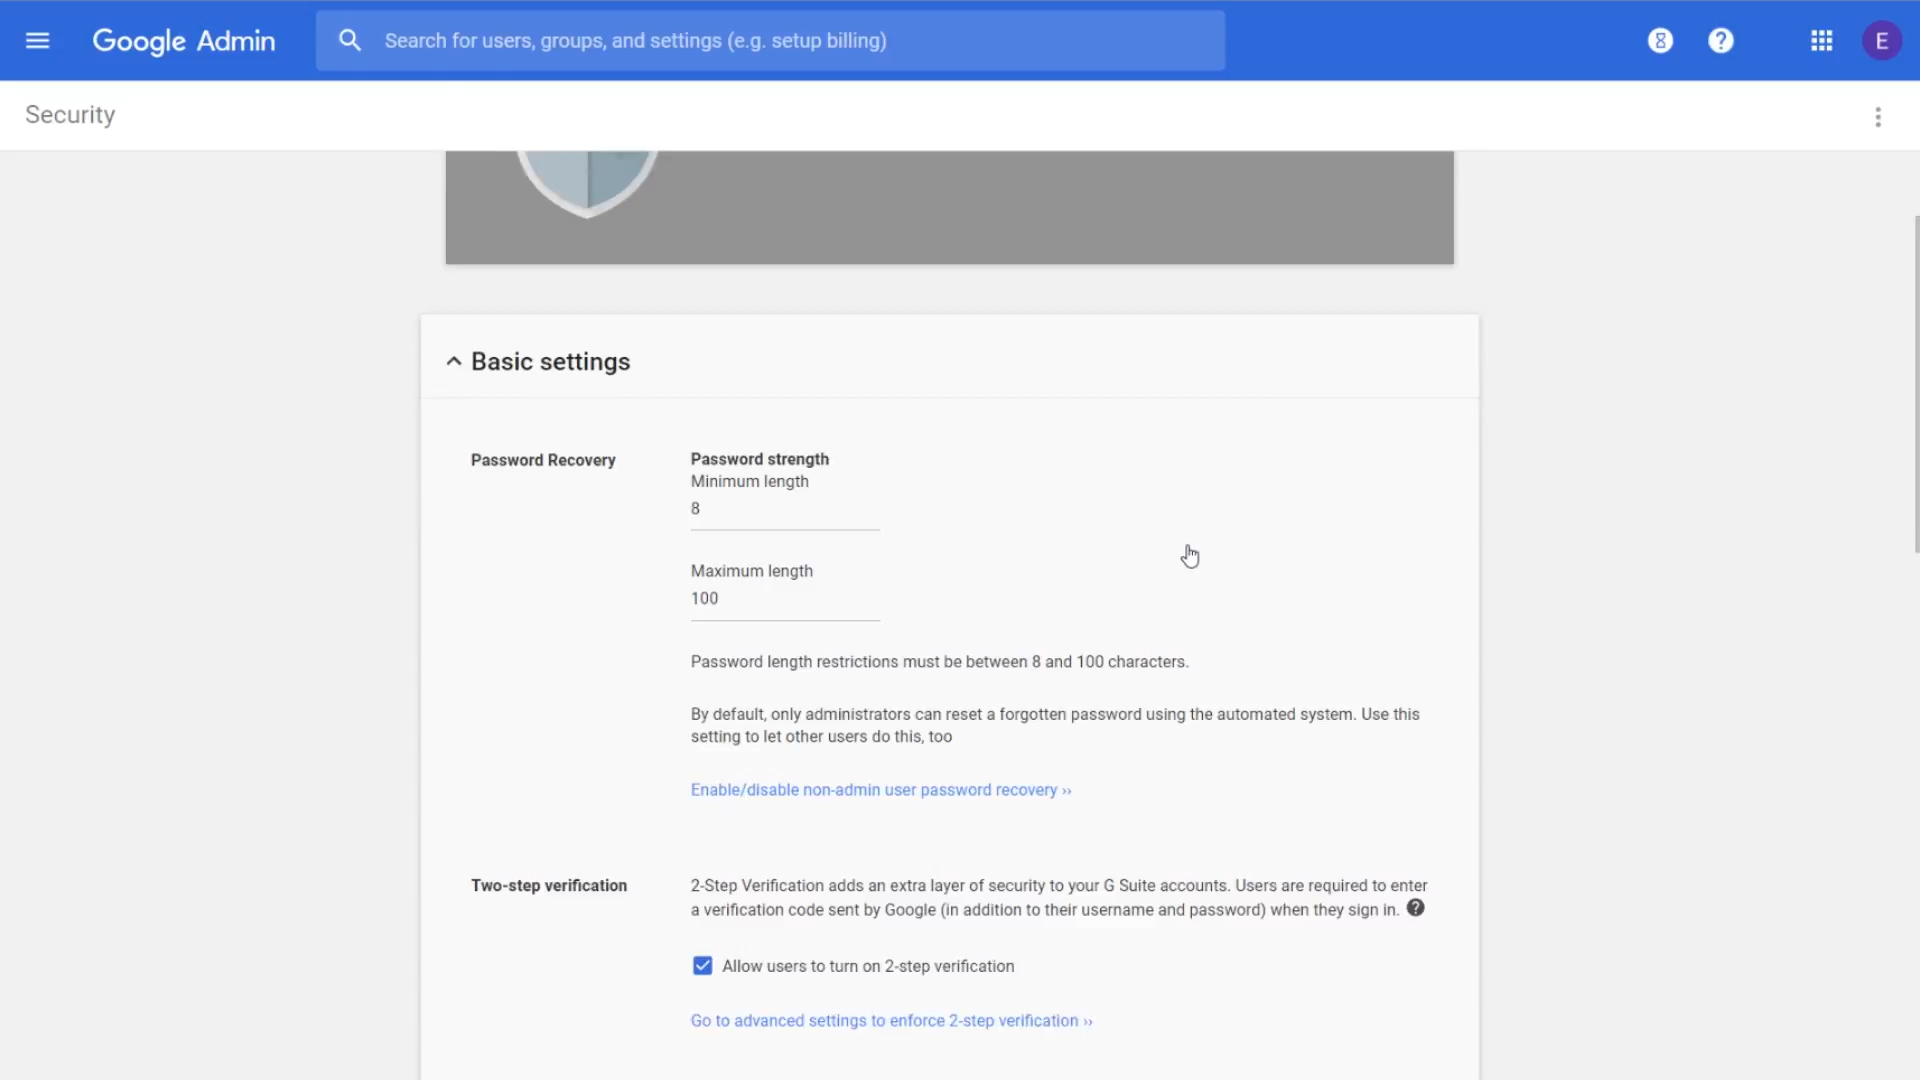 Google Admin
Search for users, groups, and settings (e.g. setup billing)
8
?
E
Security
Basic settings
Password Recovery
Password strength
Minimum length
8
Maximum length
100
Password length restrictions must be between 8 and 100 characters.
By default, only administrators can reset a forgotten password using the automated system. Use this
setting to let other users do this, too
Enable/disable non-admin user password recovery ››
Two-step verification
2-Step Verification adds an extra layer of security to your G Suite accounts. Users are required to enter
a verification code sent by Google (in addition to their username and password) when they sign in. ?
Allow users to turn on 2-step verification
Go to advanced settings to enforce 2-step verification ››